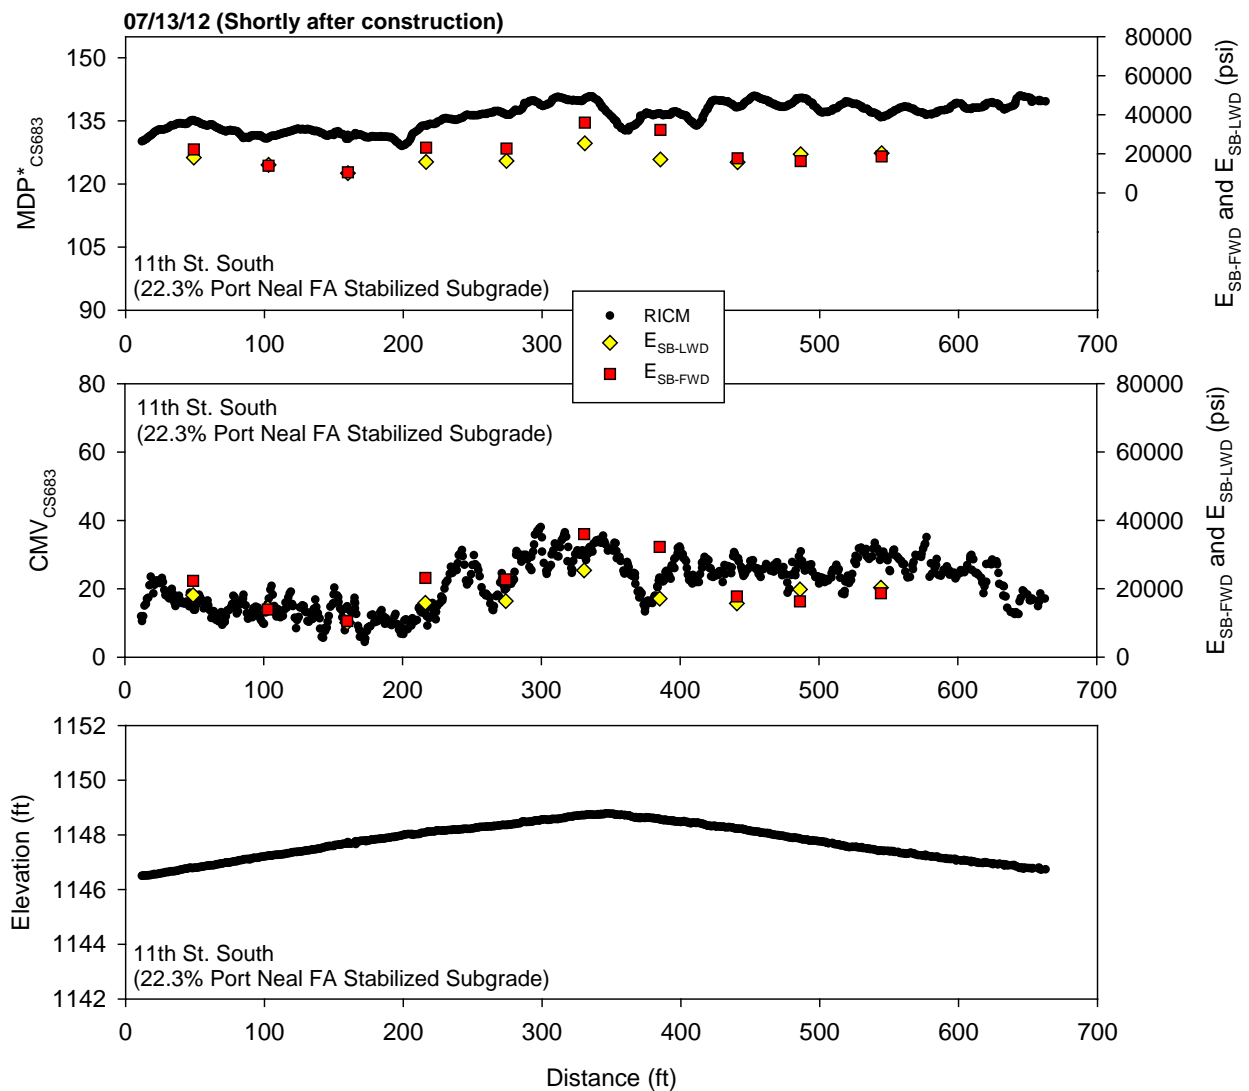 07/13/12 (Shortly after construction)
MDP*CS683
150
135
120
105
90
80000
60000
40000
20000
0
ESB-FWD and ESB-LWD (psi)
11th St. South
(22.3% Port Neal FA Stabilized Subgrade)
0 100 200 300 400 500 600 700
RICM
ESB-LWD
ESB-FWD
CMVCS683
80
60
40
20
0
80000
60000
40000
20000
0
ESB-FWD and ESB-LWD (psi)
11th St. South
(22.3% Port Neal FA Stabilized Subgrade)
0 100 200 300 400 500 600 700
Elevation (ft)
1152
1150
1148
1146
1144
1142
11th St. South
(22.3% Port Neal FA Stabilized Subgrade)
0 100 200 300 400 500 600 700
Distance (ft)